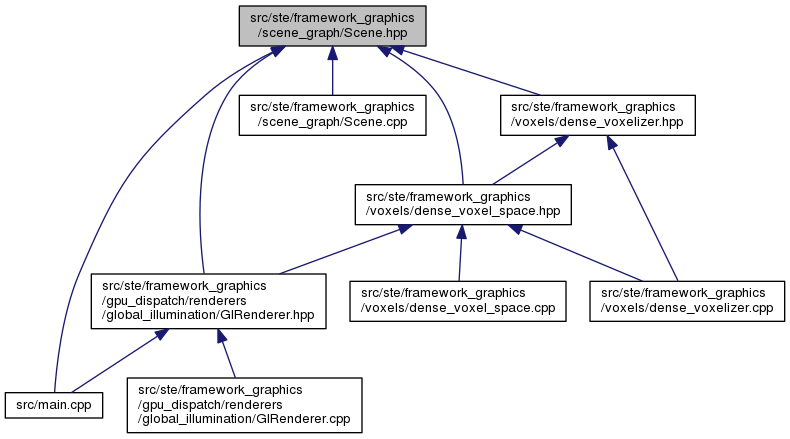 src/ste/framework_graphics
/scene_graph/Scene.hpp
src/ste/framework_graphics
/scene_graph/Scene.cpp
src/ste/framework_graphics
/voxels/dense_voxelizer.hpp
src/ste/framework_graphics
/voxels/dense_voxel_space.hpp
src/ste/framework_graphics
/gpu_dispatch/renderers
/global_illumination/GIRenderer.hpp
src/ste/framework_graphics
/voxels/dense_voxel_space.cpp
src/ste/framework_graphics
/voxels/dense_voxelizer.cpp
src/main.cpp
src/ste/framework_graphics
/gpu_dispatch/renderers
/global_illumination/GIRenderer.cpp